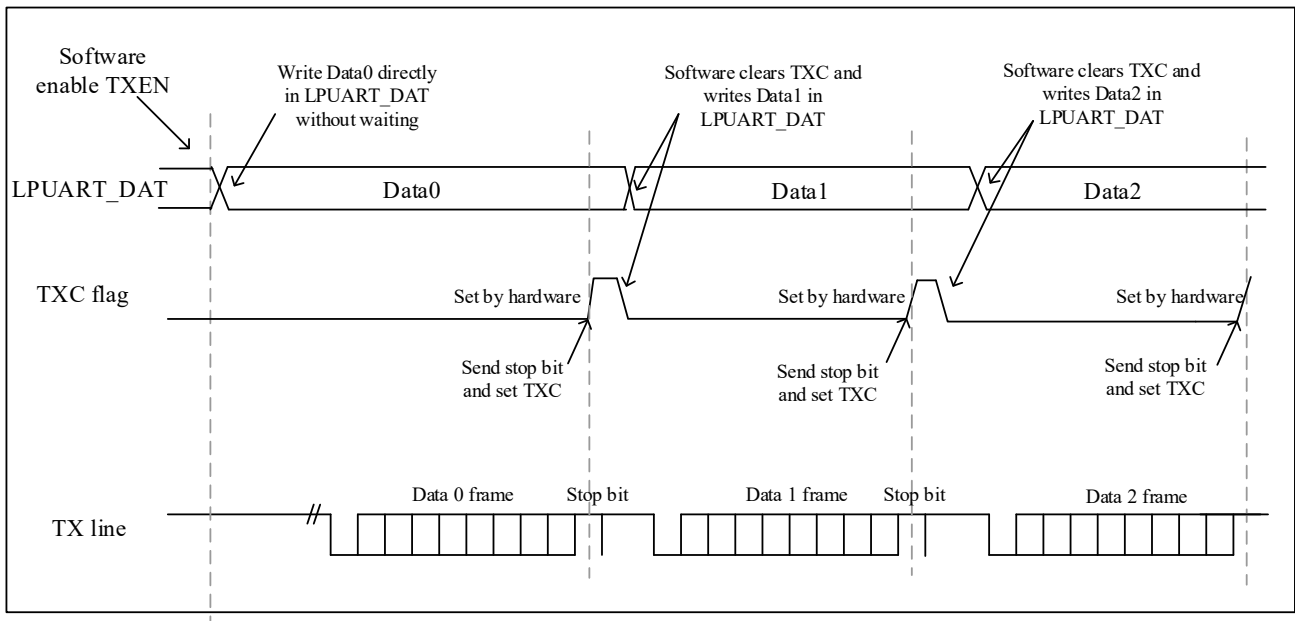 Software
enable TXEN
Write Data0 directly
in LPUART_DAT
without waiting
Software clears TXC and
writes Data1 in
LPUART_DAT
Software clears TXC and
writes Data2 in
LPUART_DAT
LPUART_DAT
Data0
Data1
Data2
TXC flag
Set by hardware
Set by hardware
Set by hardware
Send stop bit
and set TXC
Send stop bit
and set TXC
Send stop bit
and set TXC
Data 0 frame
Stop bit
Data 1 frame
Stop bit
Data 2 frame
TX line